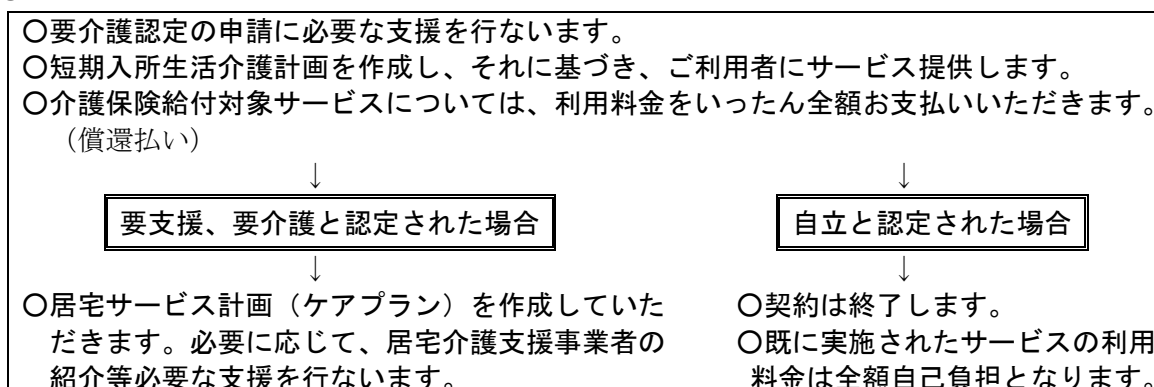 〇要介護認定の申請に必要な支援を行ないます。
〇短期入所生活介護計画を作成し、それに基づき、ご利用者にサービス提供します。
〇介護保険給付対象サービスについては、利用料金をいったん全額お支払いいただきます。
（償還払い）
↓ ↓
要支援、要介護と認定された場合
自立と認定された場合
↓ ↓
〇居宅サービス計画（ケアプラン）を作成していた
だきます。必要に応じて、居宅介護支援事業者の
紹介等必要な支援を行ないます。
〇契約は終了します。
〇既に実施されたサービスの利用
料金は全額自己負担となります。